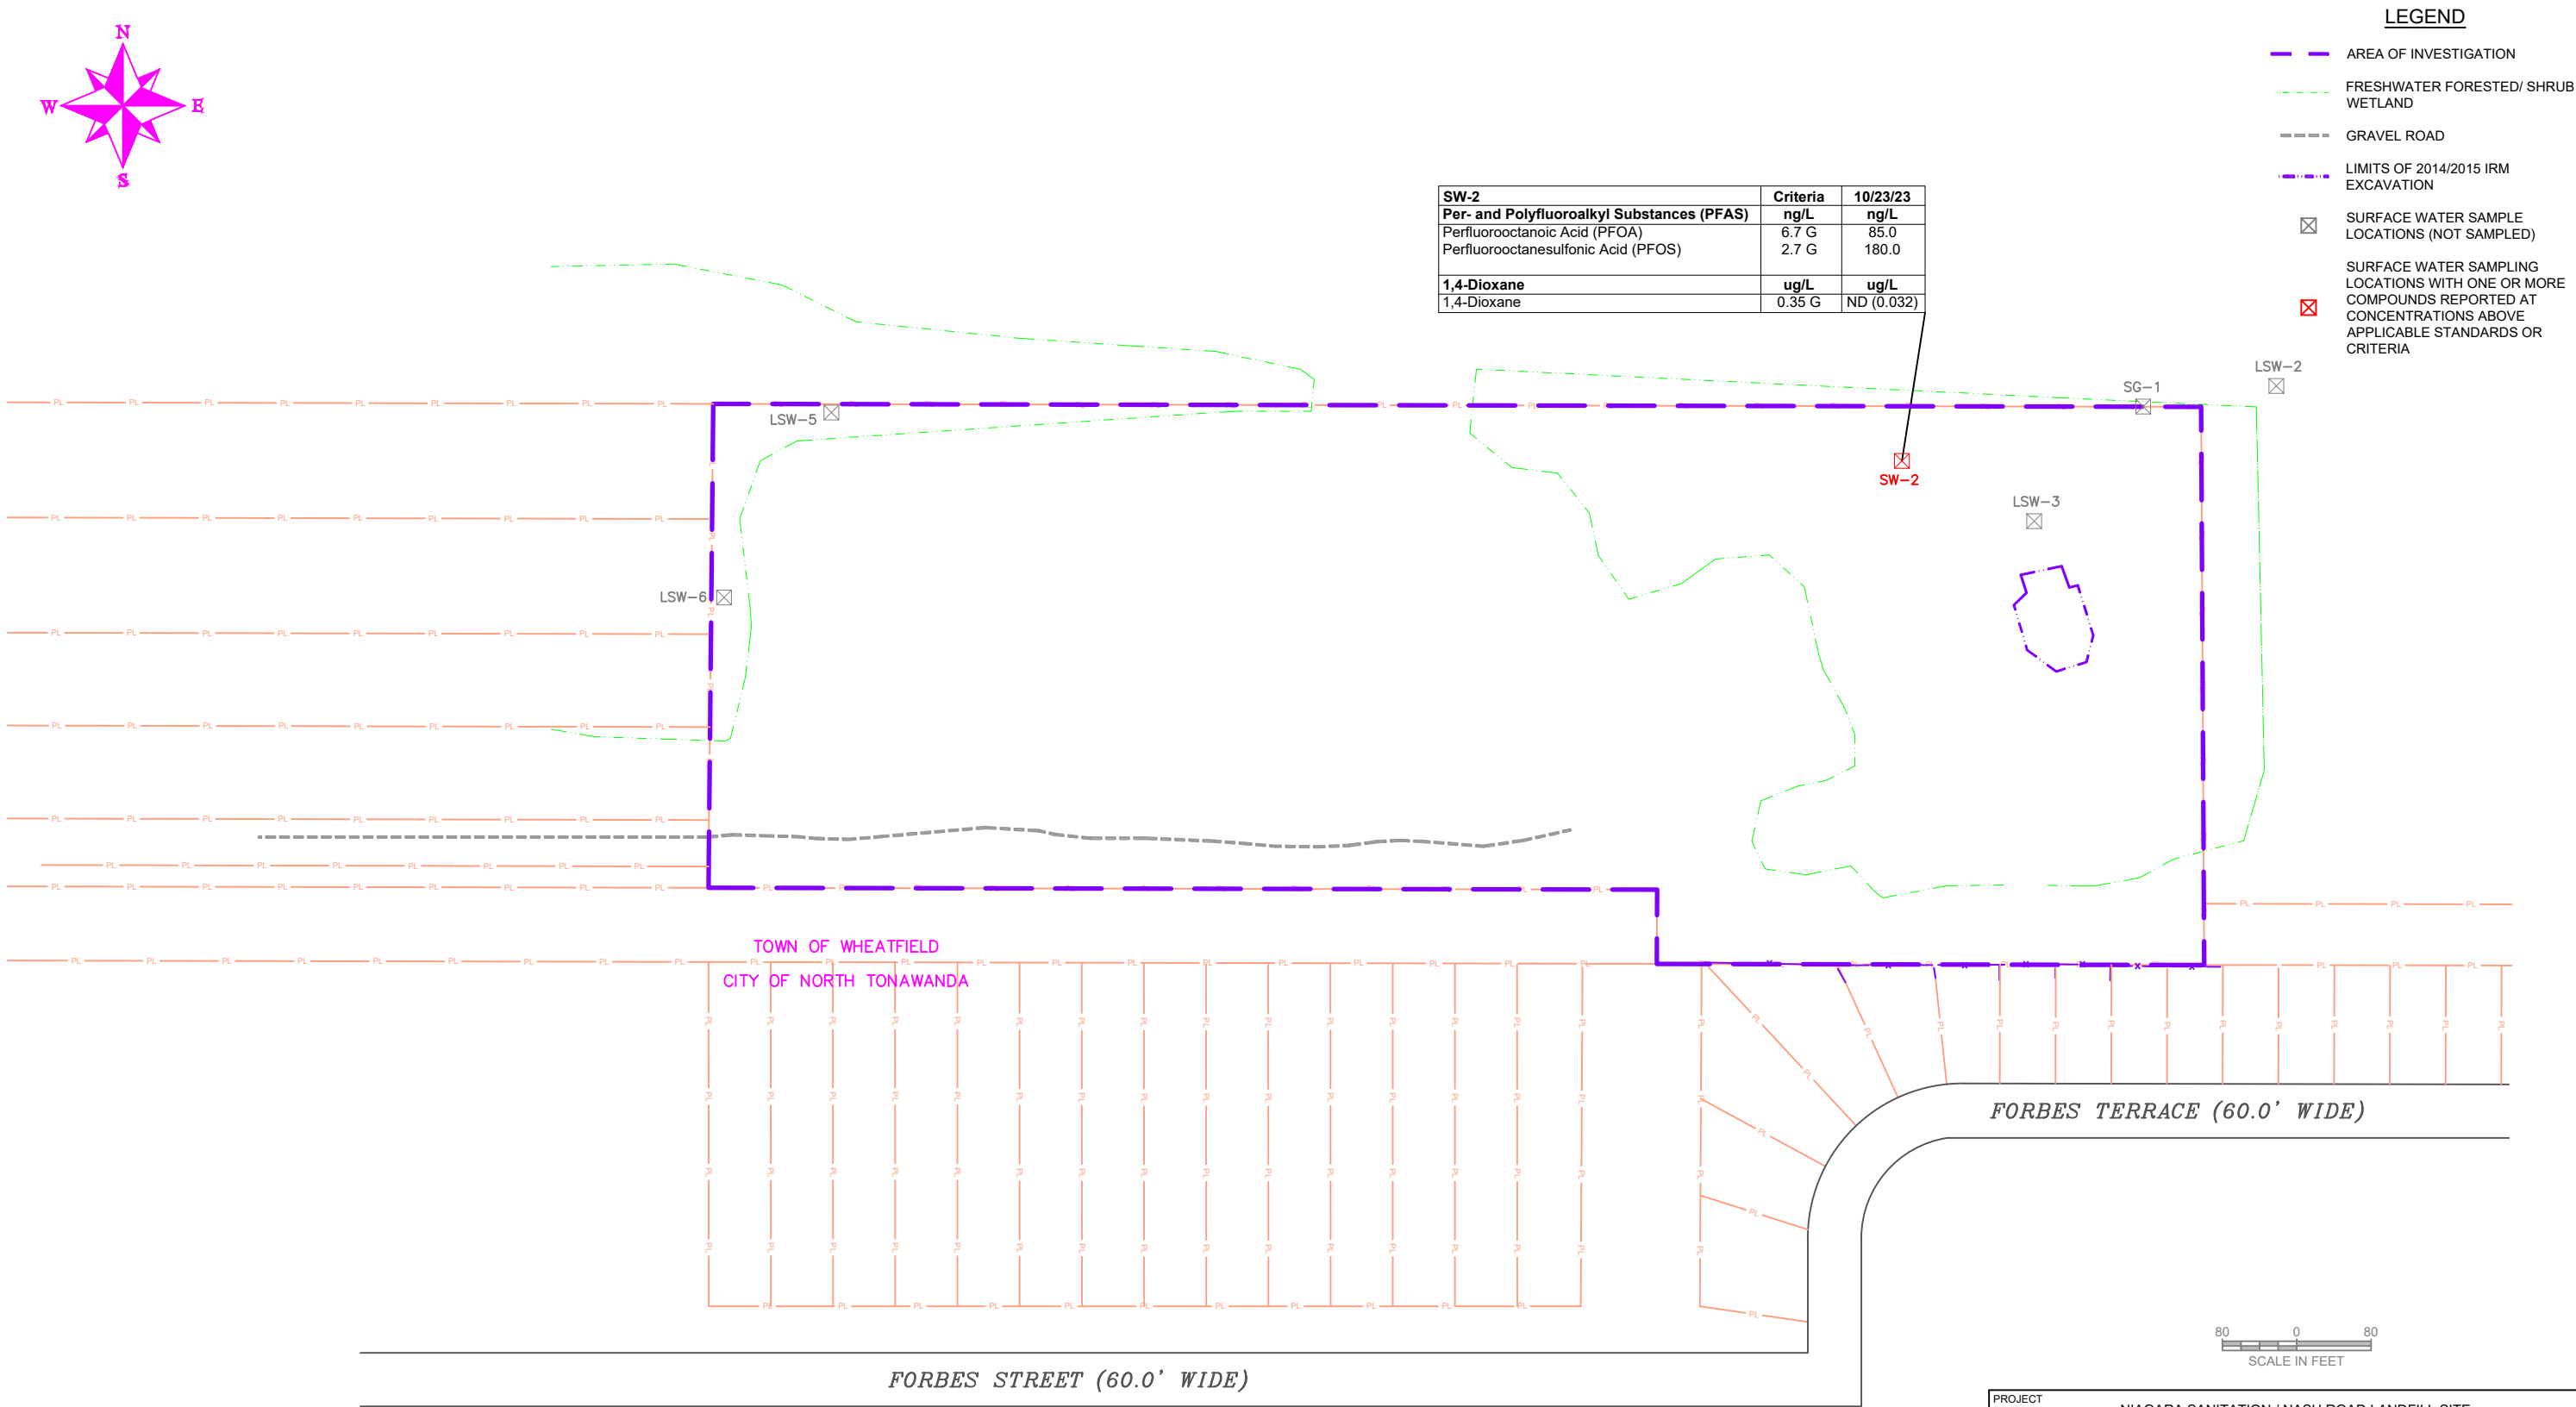 N
W E
S
LEGEND
AREA OF INVESTIGATION
FRESHWATER FORESTED/ SHRUB
WETLAND
GRAVEL ROAD
LIMITS OF 2014/2015 IRM
EXCAVATION
SURFACE WATER SAMPLE
LOCATIONS (NOT SAMPLED)
SURFACE WATER SAMPLING
LOCATIONS WITH ONE OR MORE
COMPOUNDS REPORTED AT
CONCENTRATIONS ABOVE
APPLICABLE STANDARDS OR
CRITERIA
SW-2 Criteria 10/23/23
Per- and Polyfluoroalkyl Substances (PFAS) ng/L ng/L
Perfluorooctanoic Acid (PFOA) 6.7 G 85.0
Perfluorooctanesulfonic Acid (PFOS) 2.7 G 180.0
1,4-Dioxane ug/L ug/L
1,4-Dioxane 0.35 G ND (0.032)
LSW-2
SG-1
LSW-5
SW-2
LSW-3
LSW-6
TOWN OF WHEATFIELD
CITY OF NORTH TONAWANDA
FORBES TERRACE (60.0' WIDE)
FORBES STREET (60.0' WIDE)
80 0 80
SCALE IN FEET
PROJECT